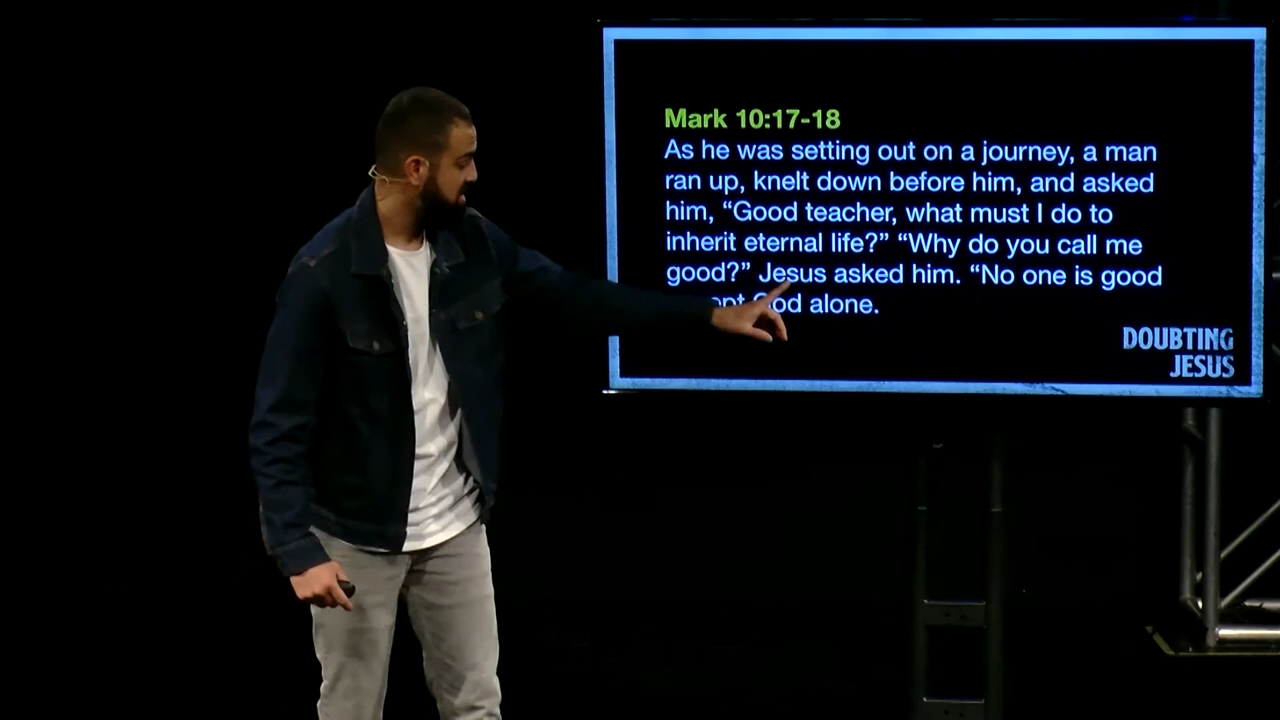 Mark 10:17-18
As he was setting out on a journey, a man
ran up, knelt down before him, and asked
him, “Good teacher, what must I do to
inherit eternal life?” “Why do you call me
good?” Jesus asked him. “No one is good
God alone.
DOUBTING
JESUS